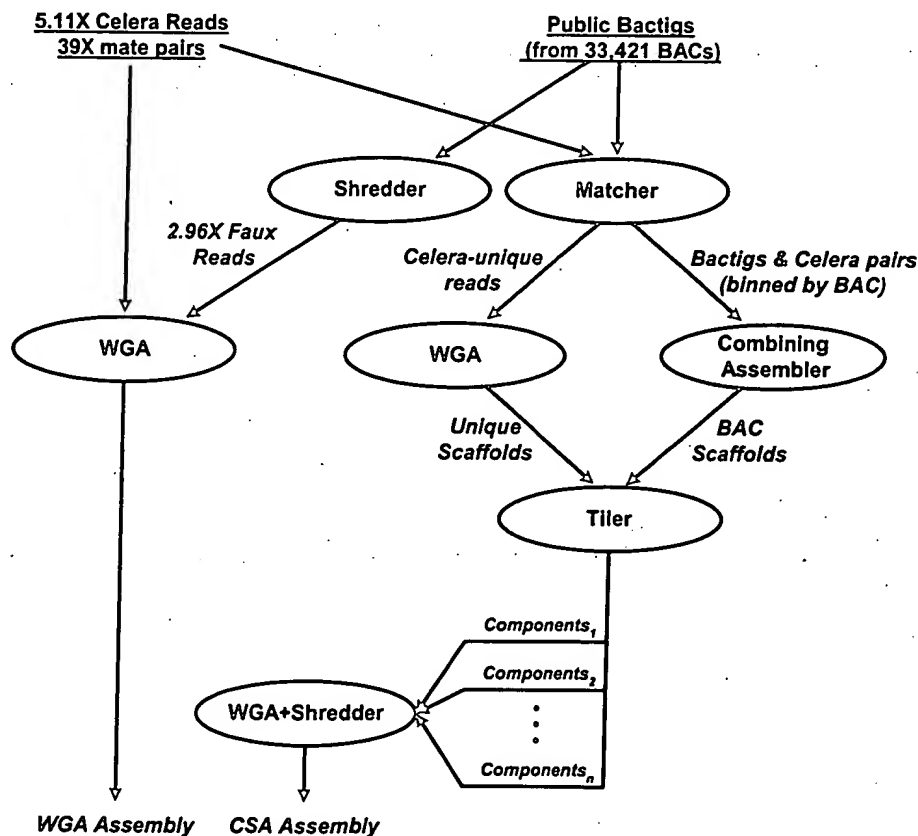 5.11X Celera Reads
39X mate pairs
Public Bactigs
(from 33,421 BACs)
Shredder
Matcher
2.96X Faux
Reads
Celera-unique
reads
Bactigs & Celera pairs
(binned by BAC)
WGA
WGA
Combining
Assembler
Unique
Scaffolds
BAC
Scaffolds
Tiler
Components1
Components2
WGA+Shredder
Componentsn
WGA Assembly
CSA Assembly